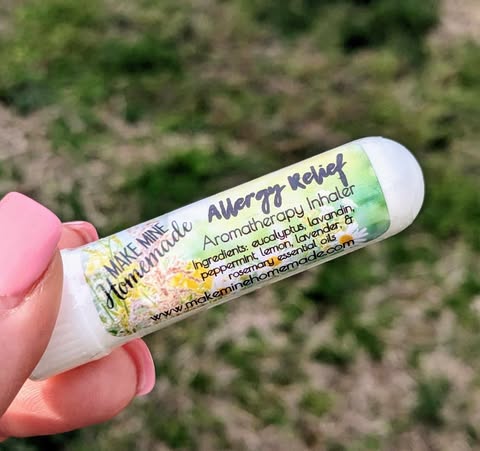 MAKE MINE
Homemade
Allergy Relief
Aromatherapy Inhaler
Ingredients: eucalyptus, lavandin,
peppermint, lemon, lavender, &
rosemary essential oils
www.makeminehomemade.com